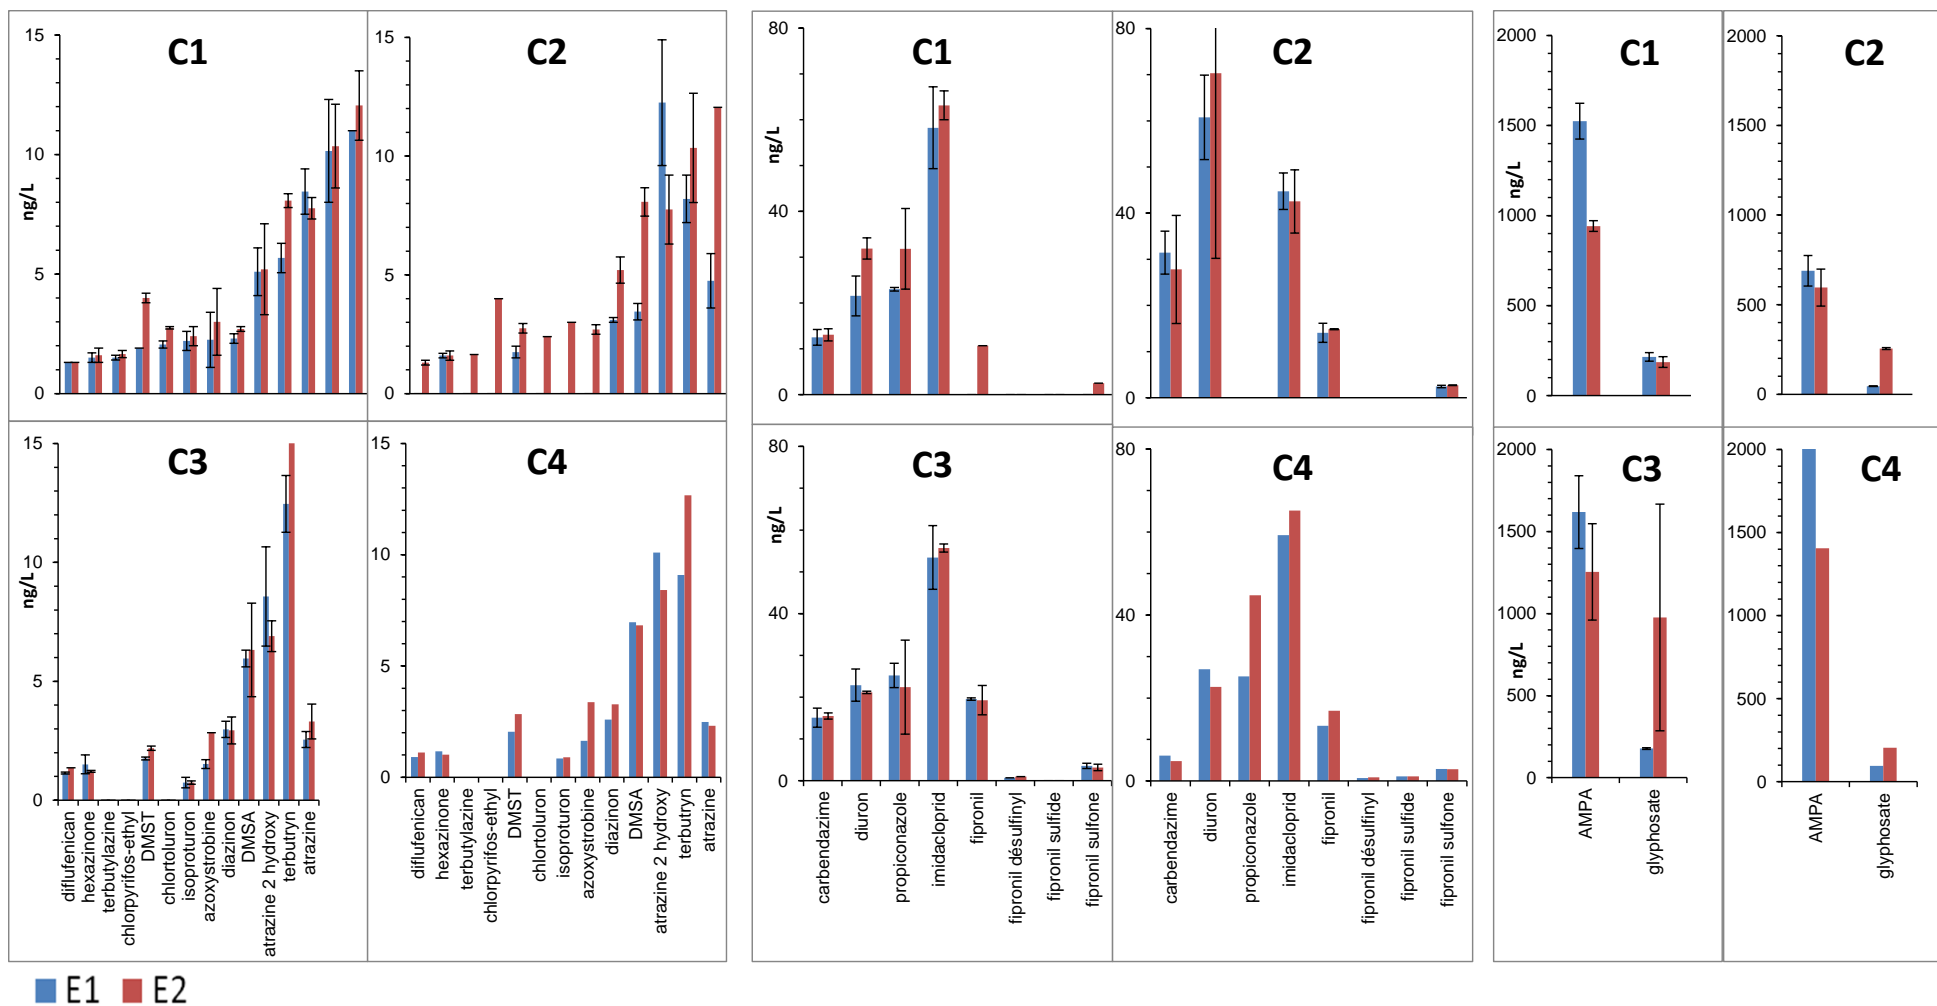 C1
15
10
5
0
ng/L
C2
15
10
5
0
C1
80
40
0
ng/L
C2
80
40
0
C1
2000
1500
1000
500
0
ng/L
C2
2000
1500
1000
500
0
C3
15
10
5
0
ng/L
diflufenican
hexazinone
terbutylazine
chlorpyrifos-ethyl
DMST
chlortoluron
isoproturon
azoxystrobine
diazinon
DMSA
atrazine 2 hydroxy
terbutryn
atrazine
C4
15
10
5
0
diflufenican
hexazinone
terbutylazine
chlorpyrifos-ethyl
DMST
chlortoluron
isoproturon
azoxystrobine
diazinon
DMSA
atrazine 2 hydroxy
terbutryn
atrazine
C3
80
40
0
ng/L
carbendazime
diuron
propiconazole
imidacloprid
fipronil
fipronil désulfinyl
fipronil sulfide
fipronil sulfone
C4
80
40
0
carbendazime
diuron
propiconazole
imidacloprid
fipronil
fipronil désulfinyl
fipronil sulfide
fipronil sulfone
C3
2000
1500
1000
500
0
ng/L
AMPA
glyphosate
C4
2000
1500
1000
500
0
AMPA
glyphosate
E1 E2